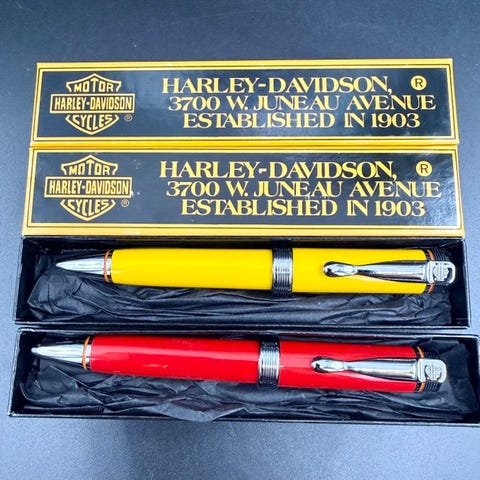 MOTOR
HARLEY-DAVIDSON
CYCLES ®
HARLEY-DAVIDSON, ®
3700 W. JUNEAU AVENUE
ESTABLISHED IN 1903
MOTOR
HARLEY-DAVIDSON
CYCLES ®
HARLEY-DAVIDSON, ®
3700 W. JUNEAU AVENUE
ESTABLISHED IN 1903